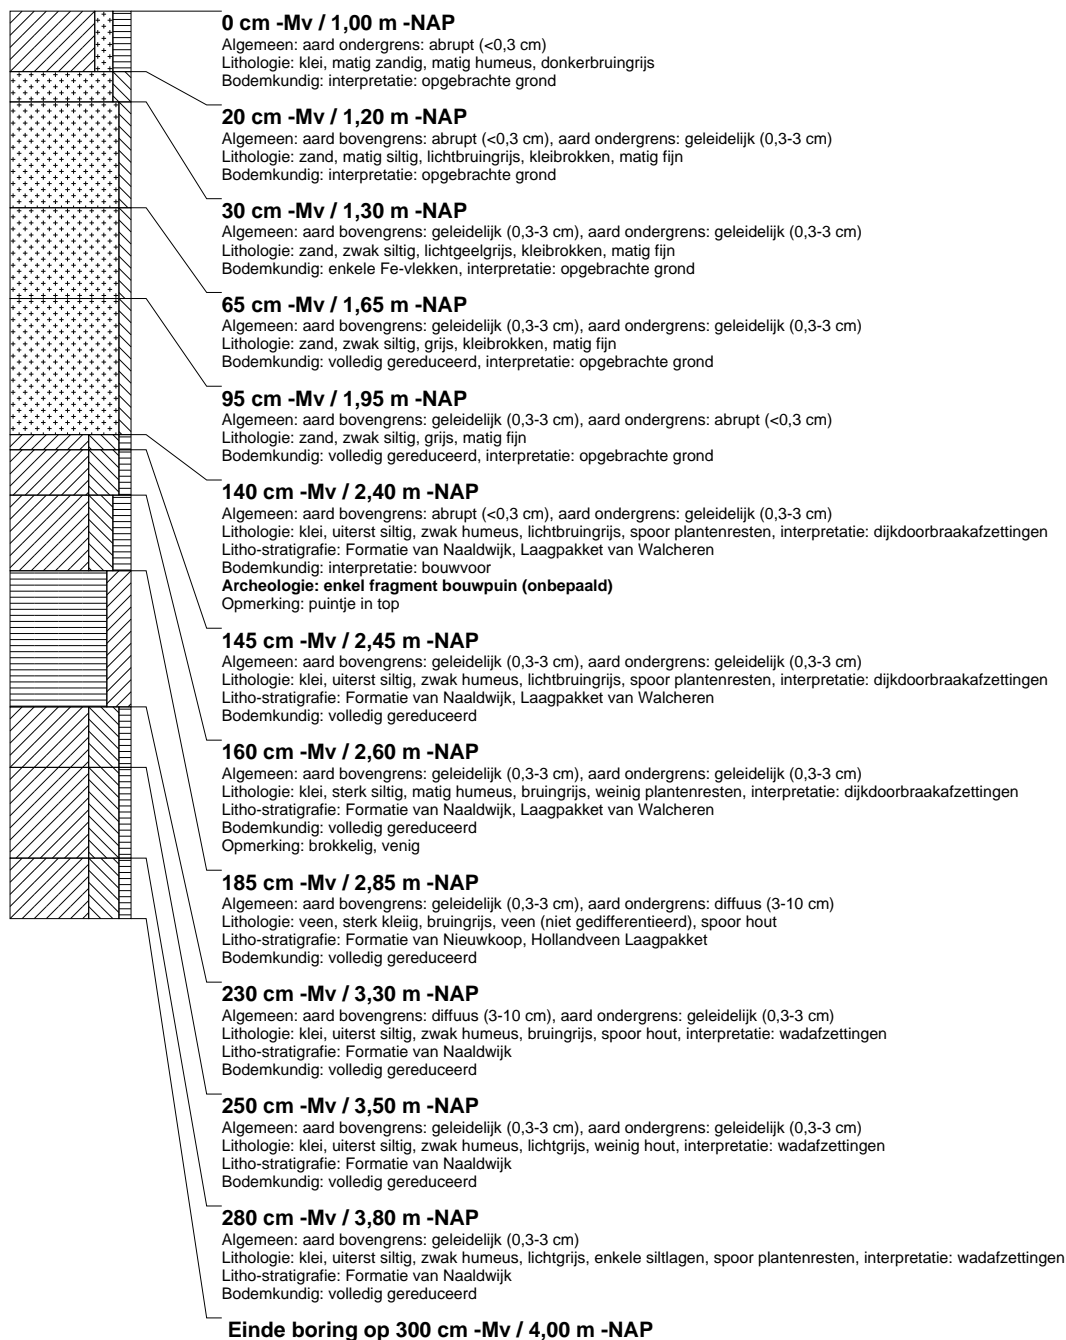 0 cm -Mv / 1,00 m -NAP
Algemeen: aard ondergrens: abrupt (<0,3 cm)
Lithologie: klei, matig zandig, matig humeus, donkerbruingrijs
Bodemkundig: interpretatie: opgebrachte grond
20 cm -Mv / 1,20 m -NAP
Algemeen: aard bovengrens: abrupt (<0,3 cm), aard ondergrens: geleidelijk (0,3-3 cm)
Lithologie: zand, matig siltig, lichtbruingrijs, kleibrokken, matig fijn
Bodemkundig: interpretatie: opgebrachte grond
30 cm -Mv / 1,30 m -NAP
Algemeen: aard bovengrens: geleidelijk (0,3-3 cm), aard ondergrens: geleidelijk (0,3-3 cm)
Lithologie: zand, zwak siltig, lichtgeelgrijs, kleibrokken, matig fijn
Bodemkundig: enkele Fe-vlekken, interpretatie: opgebrachte grond
65 cm -Mv / 1,65 m -NAP
Algemeen: aard bovengrens: geleidelijk (0,3-3 cm), aard ondergrens: geleidelijk (0,3-3 cm)
Lithologie: zand, zwak siltig, grijs, kleibrokken, matig fijn
Bodemkundig: volledig gereduceerd, interpretatie: opgebrachte grond
95 cm -Mv / 1,95 m -NAP
Algemeen: aard bovengrens: geleidelijk (0,3-3 cm), aard ondergrens: abrupt (<0,3 cm)
Lithologie: zand, zwak siltig, grijs, matig fijn
Bodemkundig: volledig gereduceerd, interpretatie: opgebrachte grond
140 cm -Mv / 2,40 m -NAP
Algemeen: aard bovengrens: abrupt (<0,3 cm), aard ondergrens: geleidelijk (0,3-3 cm)
Lithologie: klei, uiterst siltig, zwak humeus, lichtbruingrijs, spoor plantenresten, interpretatie: dijkdoorbraakafzettingen
Litho-stratigrafie: Formatie van Naaldwijk, Laagpakket van Walcheren
Bodemkundig: interpretatie: bouwvoor
Archeologie: enkel fragment bouwpuin (onbepaald)
Opmerking: puintje in top
145 cm -Mv / 2,45 m -NAP
Algemeen: aard bovengrens: geleidelijk (0,3-3 cm), aard ondergrens: geleidelijk (0,3-3 cm)
Lithologie: klei, uiterst siltig, zwak humeus, lichtbruingrijs, spoor plantenresten, interpretatie: dijkdoorbraakafzettingen
Litho-stratigrafie: Formatie van Naaldwijk, Laagpakket van Walcheren
Bodemkundig: volledig gereduceerd
160 cm -Mv / 2,60 m -NAP
Algemeen: aard bovengrens: geleidelijk (0,3-3 cm), aard ondergrens: geleidelijk (0,3-3 cm)
Lithologie: klei, sterk siltig, matig humeus, bruingrijs, weinig plantenresten, interpretatie: dijkdoorbraakafzettingen
Litho-stratigrafie: Formatie van Naaldwijk, Laagpakket van Walcheren
Bodemkundig: volledig gereduceerd
Opmerking: brokkelig, venig
185 cm -Mv / 2,85 m -NAP
Algemeen: aard bovengrens: geleidelijk (0,3-3 cm), aard ondergrens: diffuus (3-10 cm)
Lithologie: veen, sterk kleiig, bruingrijs, veen (niet gedifferentieerd), spoor hout
Litho-stratigrafie: Formatie van Nieuwkoop, Hollandveen Laagpakket
Bodemkundig: volledig gereduceerd
230 cm -Mv / 3,30 m -NAP
Algemeen: aard bovengrens: diffuus (3-10 cm), aard ondergrens: geleidelijk (0,3-3 cm)
Lithologie: klei, uiterst siltig, zwak humeus, bruingrijs, spoor hout, interpretatie: wadafzettingen
Litho-stratigrafie: Formatie van Naaldwijk
Bodemkundig: volledig gereduceerd
250 cm -Mv / 3,50 m -NAP
Algemeen: aard bovengrens: geleidelijk (0,3-3 cm), aard ondergrens: geleidelijk (0,3-3 cm)
Lithologie: klei, uiterst siltig, zwak humeus, lichtgrijs, weinig hout, interpretatie: wadafzettingen
Litho-stratigrafie: Formatie van Naaldwijk
Bodemkundig: volledig gereduceerd
280 cm -Mv / 3,80 m -NAP
Algemeen: aard bovengrens: geleidelijk (0,3-3 cm)
Lithologie: klei, uiterst siltig, zwak humeus, lichtgrijs, enkele siltlagen, spoor plantenresten, interpretatie: wadafzettingen
Litho-stratigrafie: Formatie van Naaldwijk
Bodemkundig: volledig gereduceerd
Einde boring op 300 cm -Mv / 4,00 m -NAP